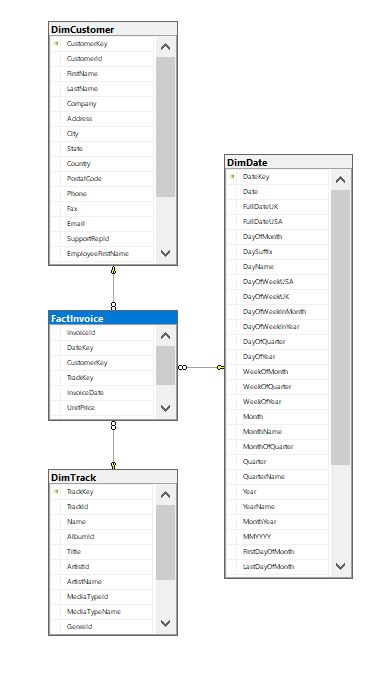 DimCustomer
CustomerKey
CustomerId
FirstName
LastName
Company
Address
City
State
Country
PostalCode
Phone
Fax
Email
SupportRepId
EmployeeFirstName
FactInvoice
InvoiceId
DateKey
CustomerKey
TrackKey
InvoiceDate
UnitPrice
DimTrack
TrackKey
TrackId
Name
AlbumId
Title
ArtistId
ArtistName
MediaTypeId
MediaTypeName
GenreId
DimDate
DateKey
Date
FullDateUK
FullDateUSA
DayOfMonth
DaySuffix
DayName
DayOfWeekUSA
DayOfWeekUK
DayOfWeekInMonth
DayOfWeekInYear
DayOfQuarter
DayOfYear
WeekOfMonth
WeekOfQuarter
WeekOfYear
Month
MonthName
MonthOfQuarter
Quarter
QuarterName
Year
YearName
MonthYear
MMYYYY
FirstDayOfMonth
LastDayOfMonth